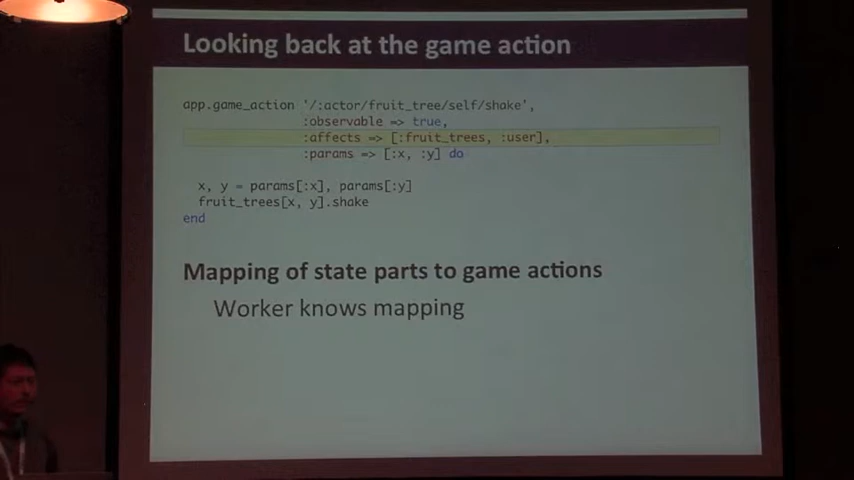 Looking back at the game action
app.game_action '/:actor/fruit_tree/self/shake',
:observable => true,
:affects => [:fruit_trees, :user],
:params => [:x, :y] do
x, y = params[:x], params[:y]
fruit_trees[x, y].shake
end
Mapping of state parts to game actions
Worker knows mapping